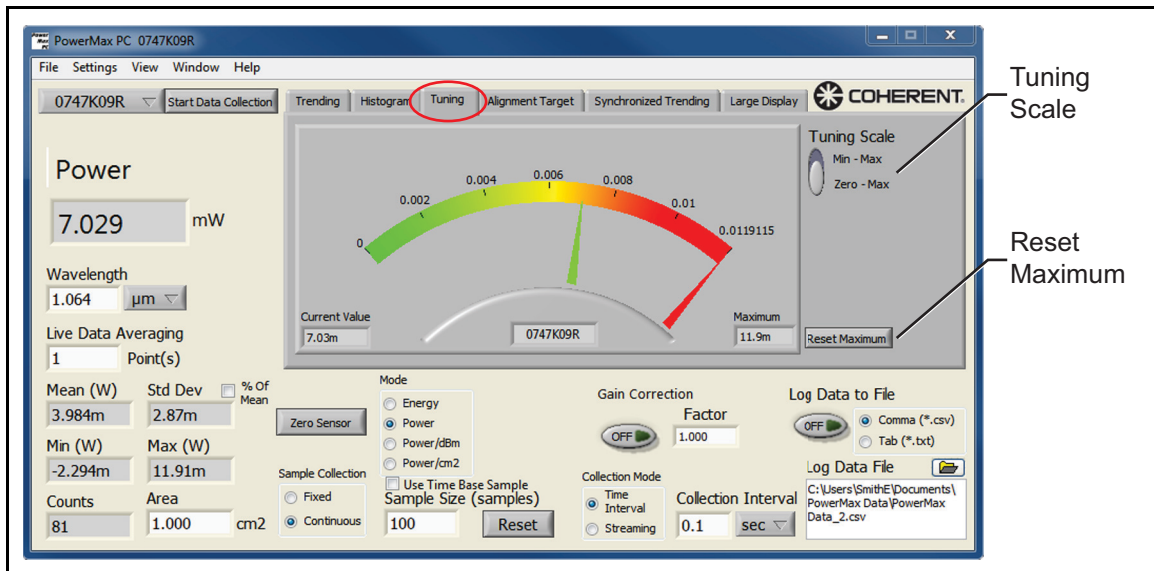 PowerMax PC 0747K09R
File Settings View Window Help
0747K09R
Start Data Collection
Trending
Histogram
Tuning
Alignment Target
Synchronized Trending
Large Display
COHERENT.
Power
7.029 mW
Wavelength
1.064 µm
Live Data Averaging
1 Point(s)
Mean (W) Std Dev % Of Mean
3.984m 2.87m
Min (W) Max (W)
-2.294m 11.91m
Counts Area
81 1.000 cm2
0
0.002
0.004
0.006
0.008
0.01
0.0119115
Current Value
7.03m
0747K09R
Maximum
11.9m
Tuning Scale
Min - Max
Zero - Max
Reset Maximum
Zero Sensor
Mode
Energy
Power
Power/dBm
Power/cm2
Sample Collection
Fixed
Continuous
Use Time Base Sample
Sample Size (samples)
100 Reset
Gain Correction
OFF
Factor
1.000
Collection Mode
Time Interval
Streaming
Collection Interval
0.1 sec
Log Data to File
OFF
Comma (*.csv)
Tab (*.txt)
Log Data File
C:\Users\SmithE\Documents\
PowerMax Data\PowerMax
Data_2.csv
Tuning
Scale
Reset
Maximum